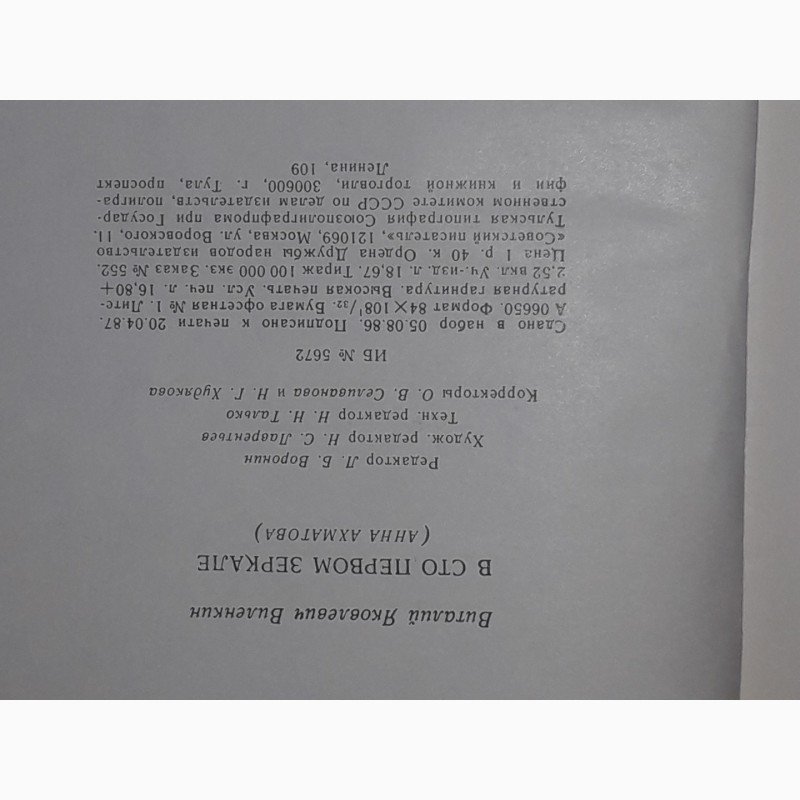 Виталий Яковлевич Виленкин
В СТО ПЕРВОМ ЗЕРКАЛЕ
(АННА АХМАТОВА)
Редактор Л. Б. Воронин
Худож. редактор Н. С. Лаврентьев
Техн. редактор Н. Н. Талько
Корректоры О. В. Селиванова и Н. Г. Худякова
ИБ № 5672
Сдано в набор 05.08.86. Подписано к печати 20.04.87.
А 06650. Формат 84×108¹/₃₂. Бумага офсетная № 1. Лите-
ратурная гарнитура. Высокая печать. Усл. печ. л. 16,80+
2,52 вкл. Уч.-изд. л. 18,67. Тираж 100 000 экз. Заказ № 552.
Цена 1 р. 40 к. Ордена Дружбы народов издательство
«Советский писатель», 121069, Москва, ул. Воровского, 11.
Тульская типография Союзполиграфпрома при Государ-
ственном комитете СССР по делам издательств, полигра-
фии и книжной торговли, 300600, г. Тула, проспект
Ленина, 109